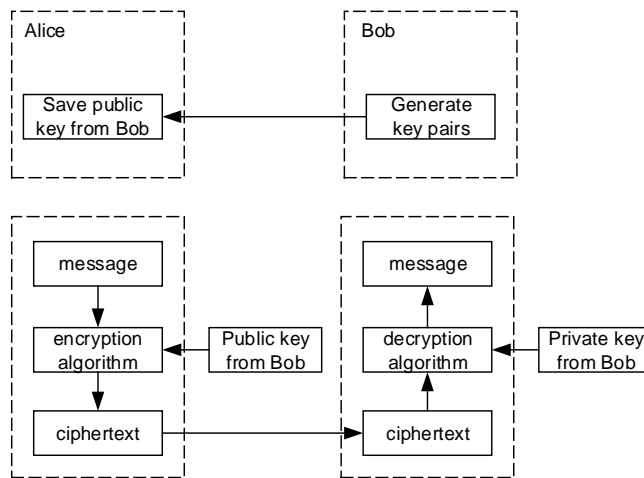 Alice
Bob
Save public
key from Bob
Generate
key pairs
message
message
encryption
algorithm
Public key
from Bob
decryption
algorithm
Private key
from Bob
ciphertext
ciphertext